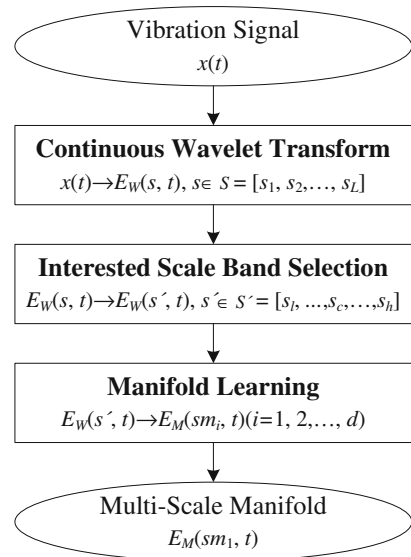 Vibration Signal
x(t)
Continuous Wavelet Transform
x(t)→E_W(s, t), s∈ S = [s_1, s_2,…, s_L]
Interested Scale Band Selection
E_W(s, t)→E_W(s´, t), s´∈ S´ = [s_l, ...,s_c,…,s_h]
Manifold Learning
E_W(s´, t)→E_M(sm_i, t)(i=1, 2,…, d)
Multi-Scale Manifold
E_M(sm_1, t)